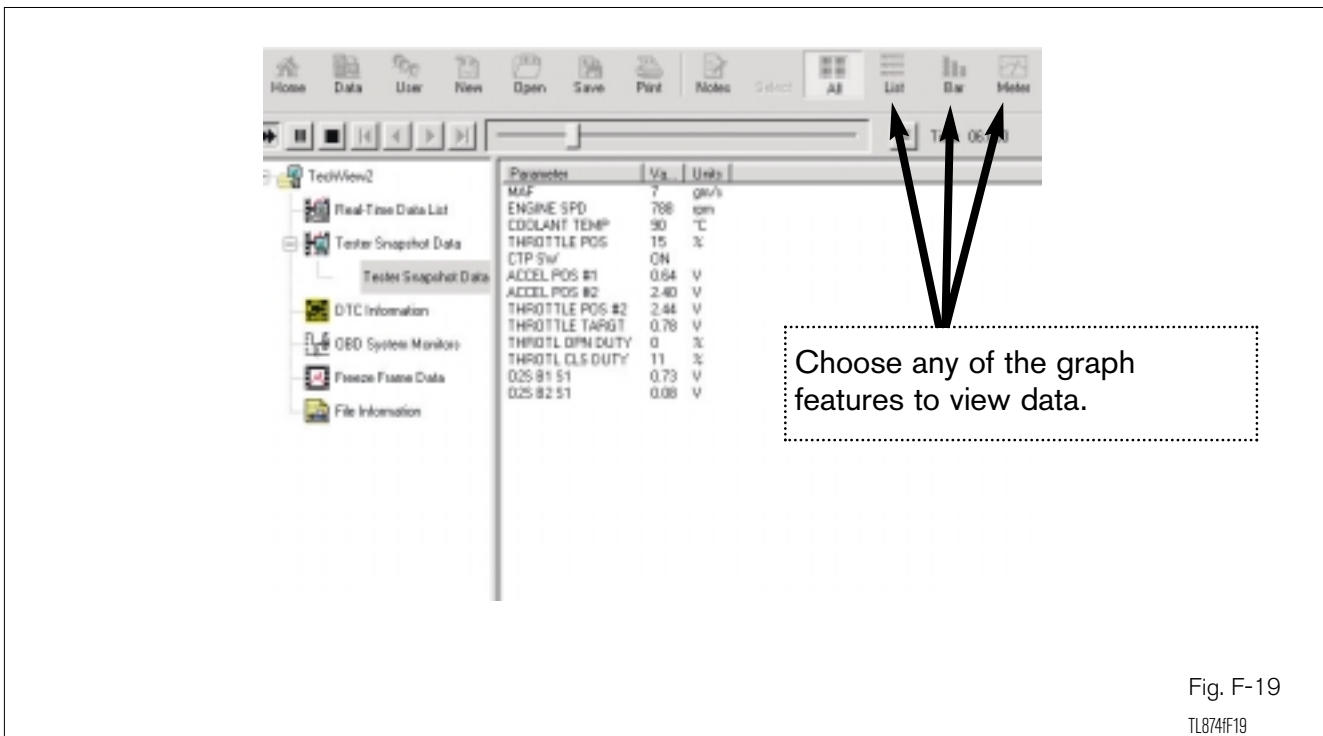 Home Data User New Open Save Print Notes Select All List Bar Meter
TechView2
Real-Time Data List
Tester Snapshot Data
Tester Snapshot Data
DTC Information
OBD System Monitors
Freeze Frame Data
File Information
Parameter Va... Units
MAF 7 gm/s
ENGINE SPD 788 rpm
COOLANT TEMP 90 °C
THROTTLE POS 15 %
CTP SW ON
ACCEL POS #1 0.64 V
ACCEL POS #2 2.40 V
THROTTLE POS #2 2.44 V
THROTTLE TARGT 0.78 V
THROTL OPN DUTY 0 %
THROTL CLS DUTY 11 %
O2S B1 S1 0.73 V
O2S B2 S1 0.08 V
Choose any of the graph
features to view data.
Fig. F-19
TL874fF19